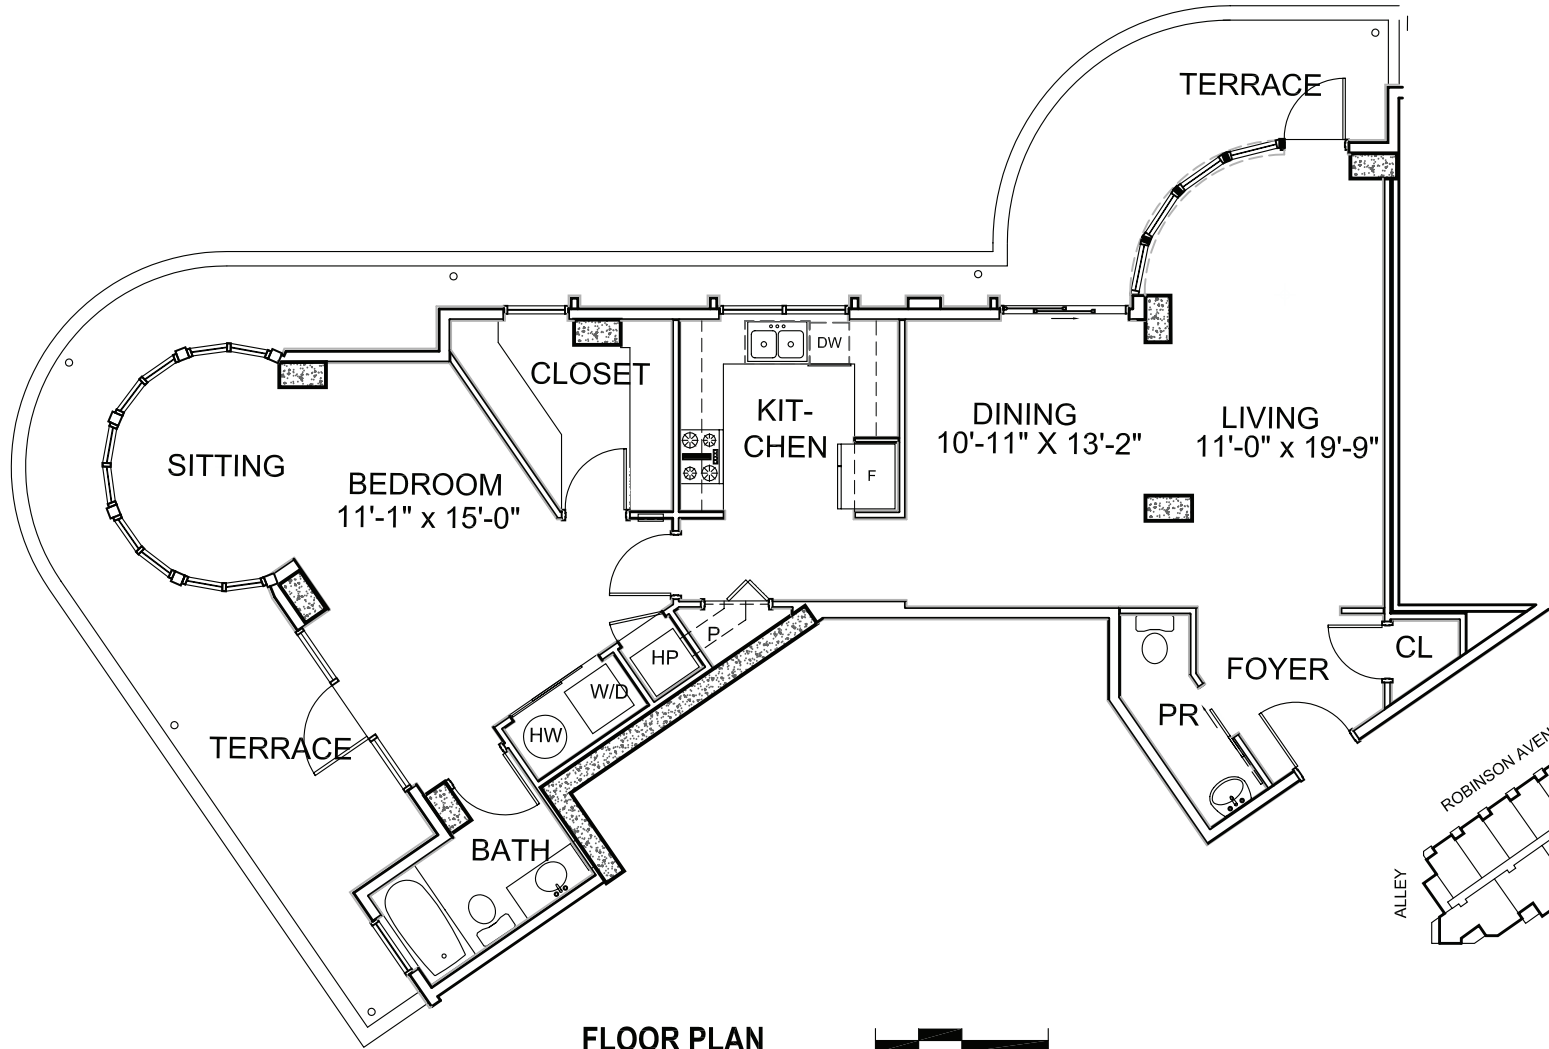 TERRACE
CLOSET
DW
KIT-
CHEN
DINING
10'-11" X 13'-2"
LIVING
11'-0" x 19'-9"
SITTING
BEDROOM
11'-1" x 15'-0"
F
P
HP
W/D
HW
FOYER
CL
PR
TERRACE
BATH
ROBINSON AVEN
ALLEY
FLOOR PLAN